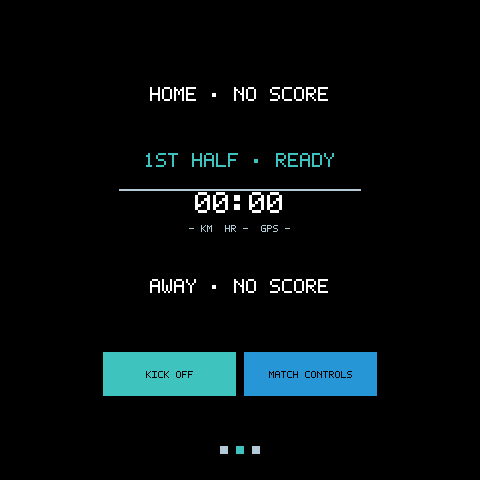 HOME · NO SCORE
1ST HALF · READY
00:00
- KM HR - GPS -
AWAY · NO SCORE
KICK OFF MATCH CONTROLS